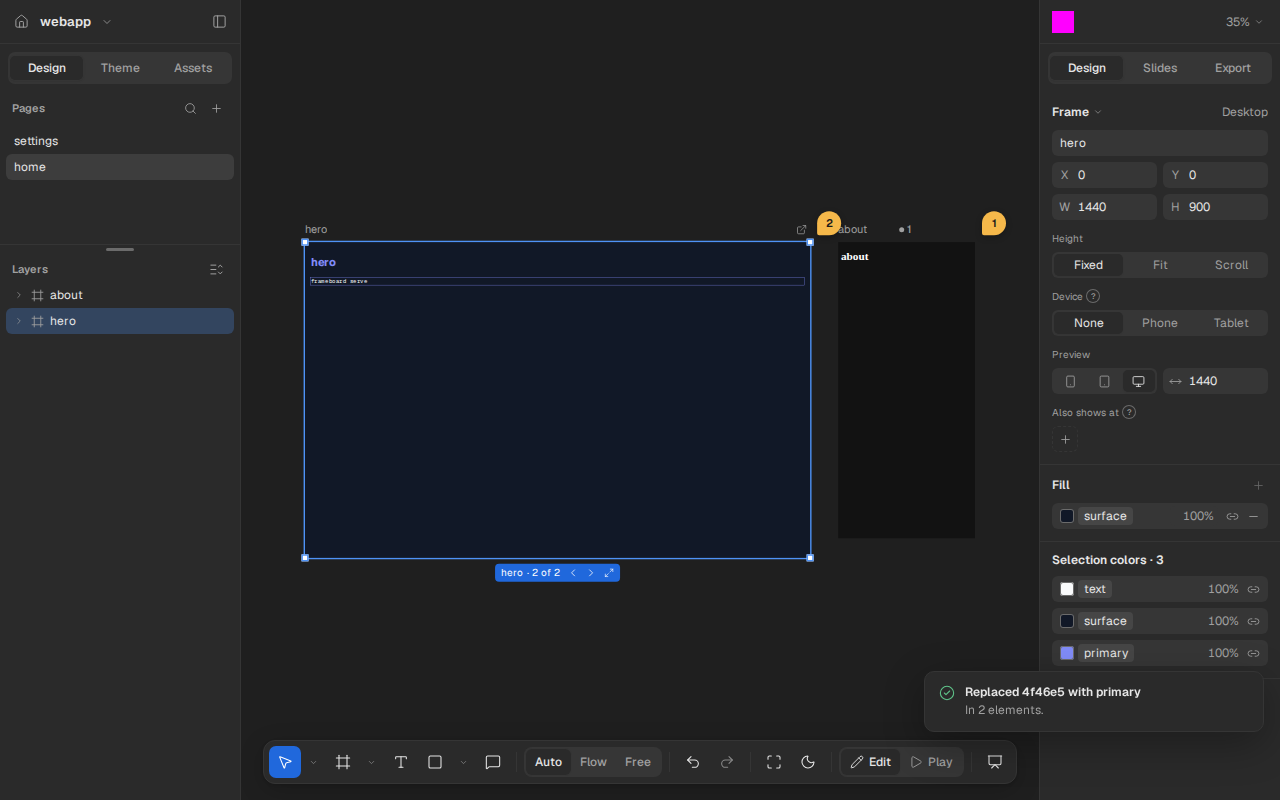 webapp
Design Theme Assets
Pages
settings
home
Layers
about
hero
hero
2
about
1
1
hero
frameboard serve
about
hero · 2 of 2
Auto Flow Free
Edit Play
35%
Design Slides Export
Frame Desktop
hero
X 0 Y 0
W 1440 H 900
Height
Fixed Fit Scroll
Device ?
None Phone Tablet
Preview
1440
Also shows at ?
Fill
surface 100%
Selection colors · 3
text 100%
surface 100%
primary 100%
Replaced 4f46e5 with primary
In 2 elements.